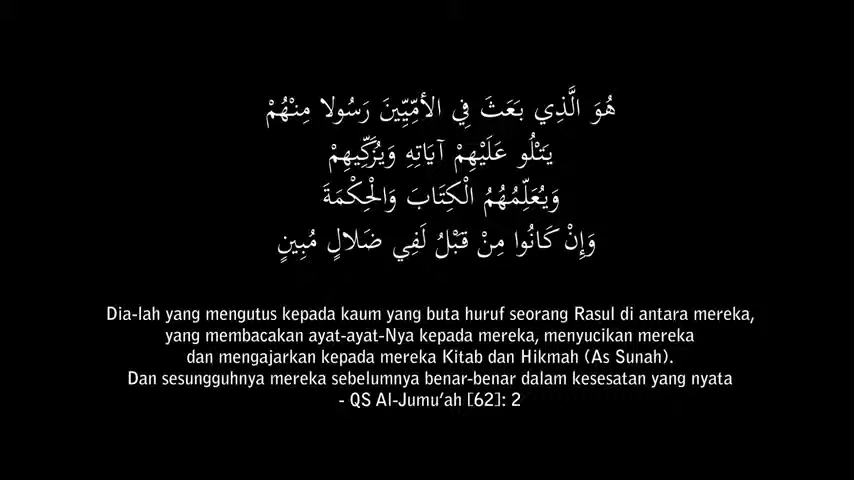 هُوَ الَّذِي بَعَثَ فِي الأمِّيِّينَ رَسُولا مِنْهُمْ
يَتْلُو عَلَيْهِمْ آيَاتِهِ وَيُزَكِّيهِمْ
وَيُعَلِّمُهُمُ الْكِتَابَ وَالْحِكْمَةَ
وَإِنْ كَانُوا مِنْ قَبْلُ لَفِي ضَلالٍ مُبِينٍ
Dia-lah yang mengutus kepada kaum yang buta huruf seorang Rasul di antara mereka,
yang membacakan ayat-ayat-Nya kepada mereka, menyucikan mereka
dan mengajarkan kepada mereka Kitab dan Hikmah (As Sunah).
Dan sesungguhnya mereka sebelumnya benar-benar dalam kesesatan yang nyata
- QS Al-Jumu'ah [62]: 2